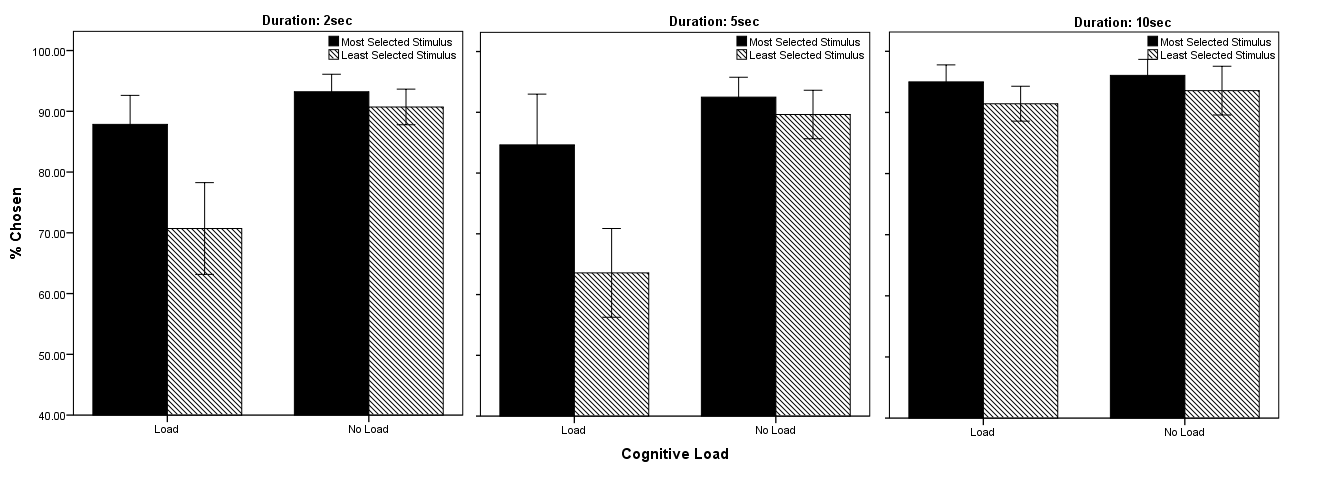 Duration: 2sec
Duration: 5sec
Duration: 10sec
Most Selected Stimulus
Least Selected Stimulus
Most Selected Stimulus
Least Selected Stimulus
Most Selected Stimulus
Least Selected Stimulus
100.00
90.00
80.00
70.00
60.00
50.00
40.00
% Chosen
Load
No Load
Load
No Load
Load
No Load
Cognitive Load